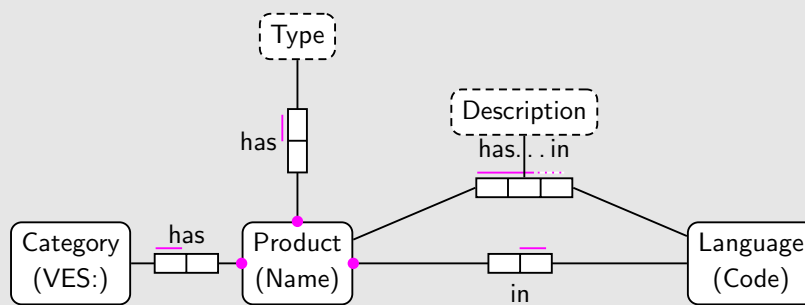 Type
has
Description
has...in
Category
(VES:)
has
Product
(Name)
Language
(Code)
in